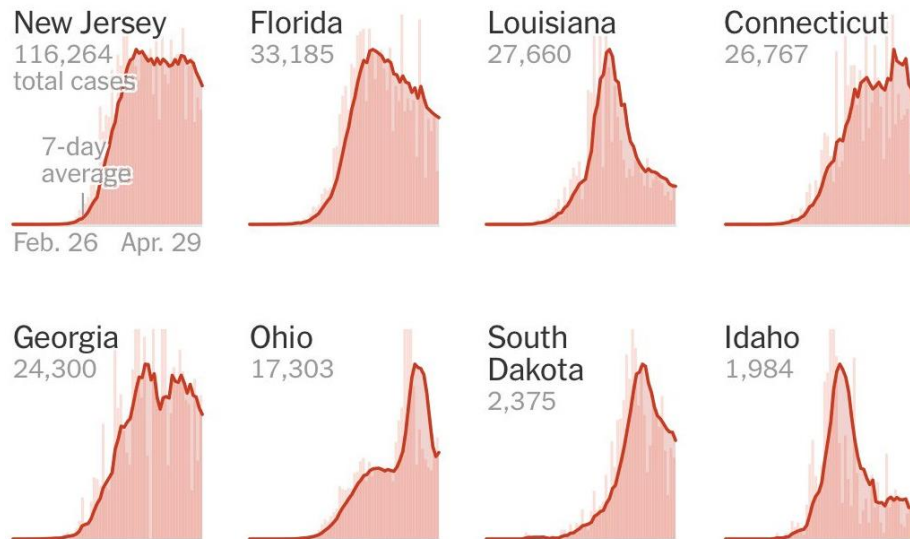 New Jersey
116,264
total cases
7-day
average
Feb. 26 Apr. 29
Florida
33,185
Louisiana
27,660
Connecticut
26,767
Georgia
24,300
Ohio
17,303
South
Dakota
2,375
Idaho
1,984